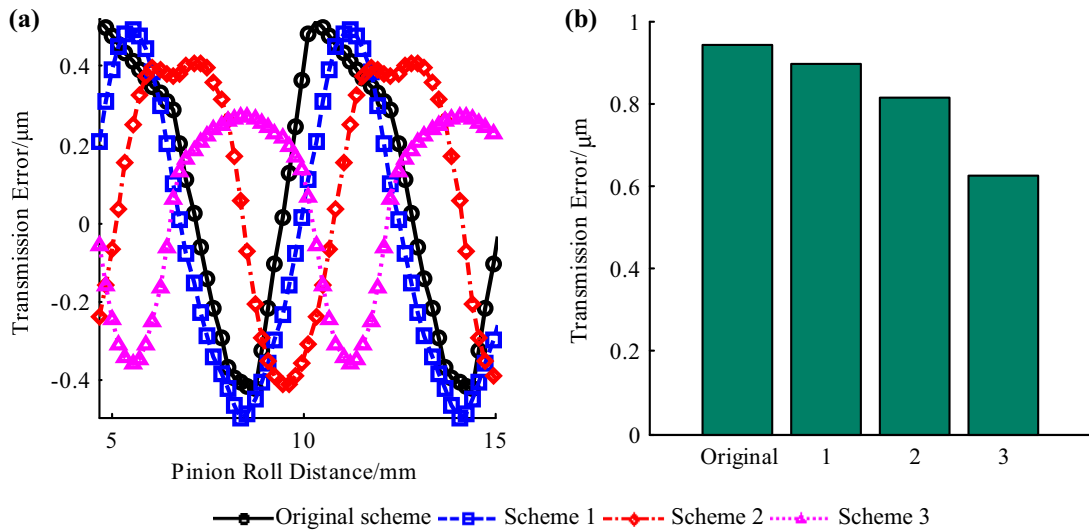 (a)
Transmission Error/μm
0.4
0.2
0
-0.2
-0.4
5
10
15
Pinion Roll Distance/mm
(b)
Transmission Error/μm
1
0.8
0.6
4
0.2
0
Original
1
2
3
Original scheme
Scheme 1
Scheme 2
Scheme 3